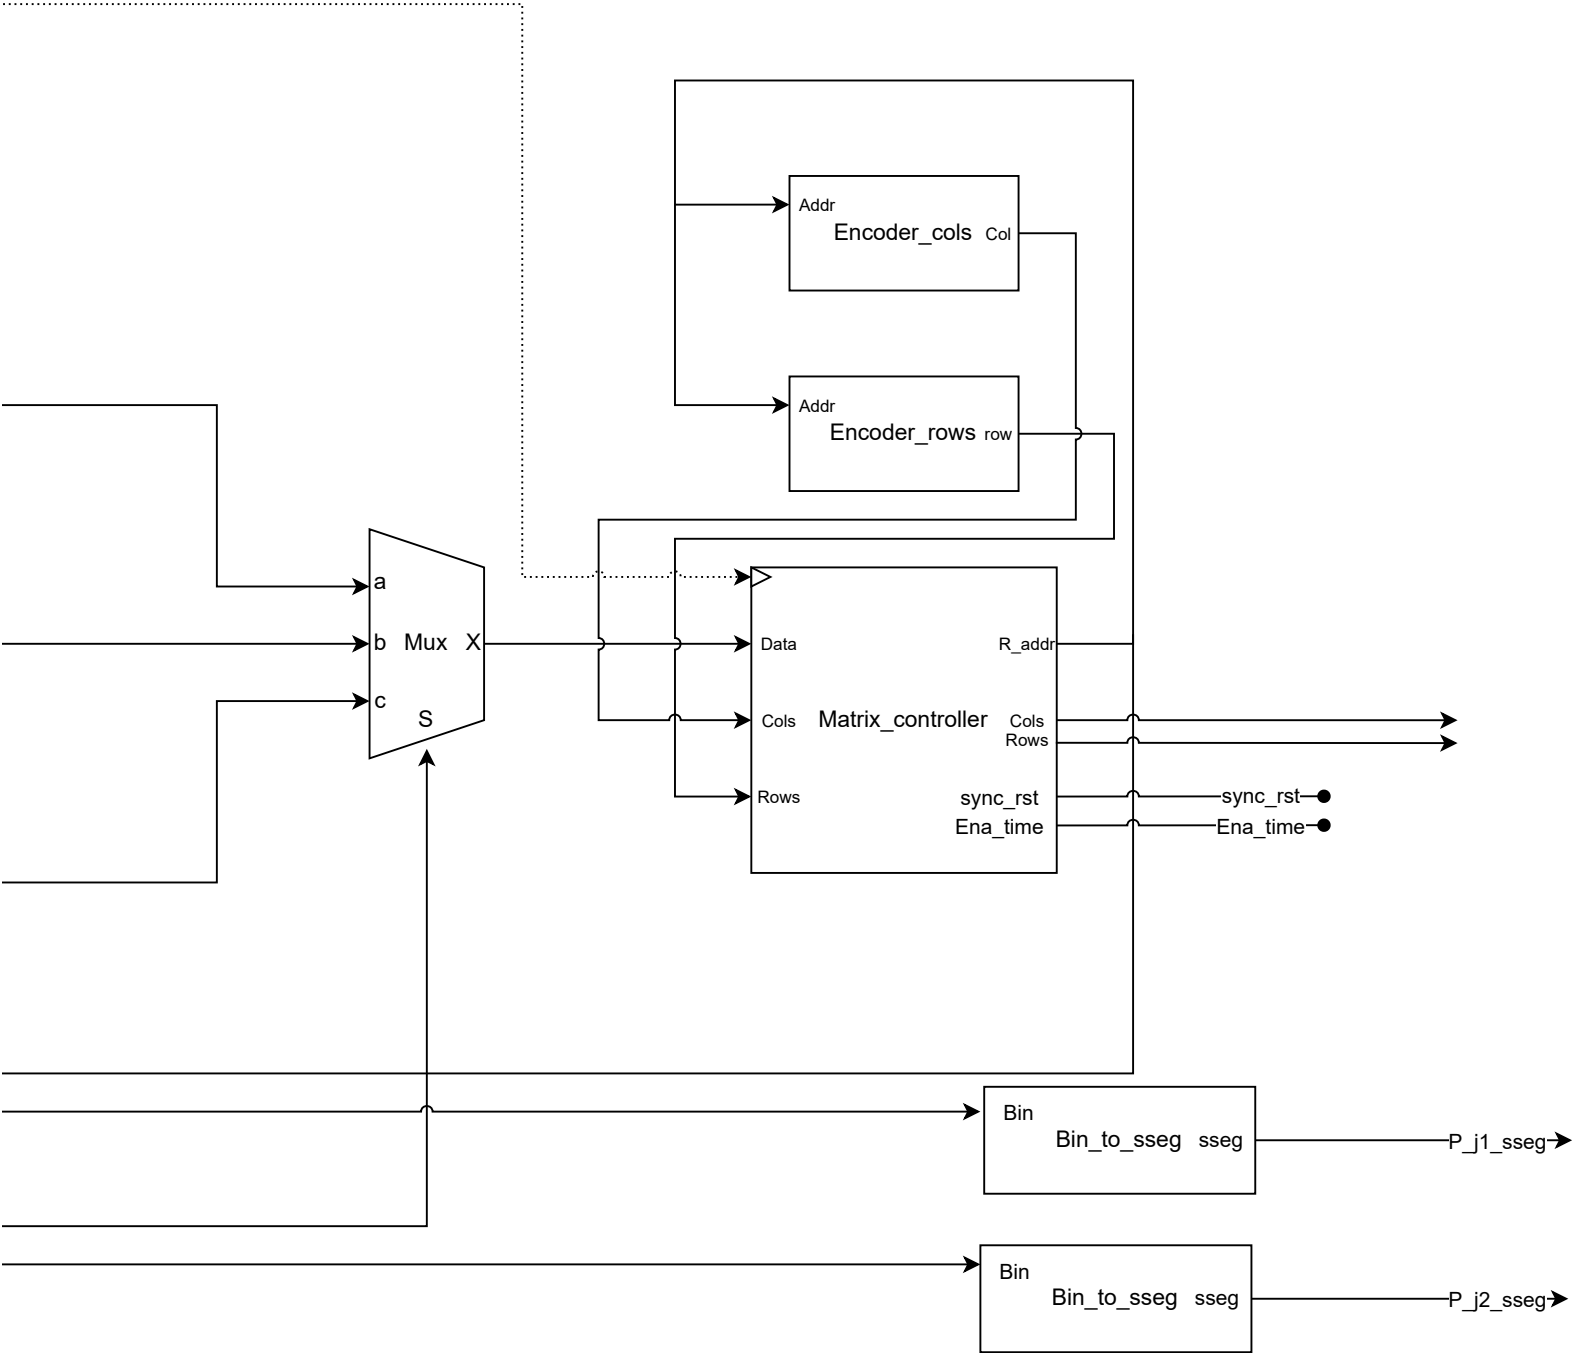 Addr
Encoder_cols Col
Addr
Encoder_rows row
a
b Mux X
c
S
Data R_addr
Cols Matrix_controller Cols
Rows
Rows sync_rst sync_rst
Ena_time Ena_time
Bin
Bin_to_sseg sseg P_j1_sseg
Bin
Bin_to_sseg sseg P_j2_sseg